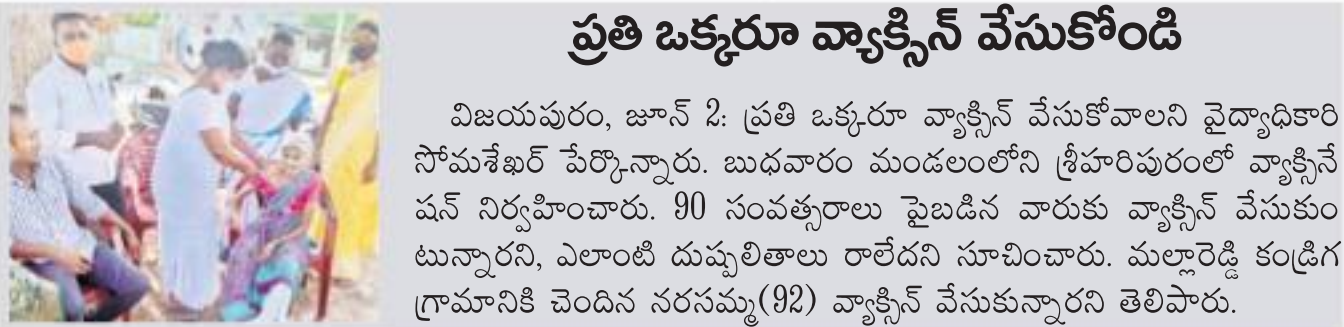 ప్రతి ఒక్కరూ వ్యాక్సిన్ వేసుకోండి
విజయపురం, జూన్ 2: ప్రతి ఒక్కరూ వ్యాక్సిన్ వేసుకోవాలని వైద్యాధికారి
సోమశేఖర్ పేర్కొన్నారు. బుధవారం మండలంలోని శ్రీహరిపురంలో వ్యాక్సినే
షన్ నిర్వహించారు. 90 సంవత్సరాలు పైబడిన వారుకు వ్యాక్సిన్ వేసుకుం
టున్నారని, ఎలాంటి దుష్పలితాలు రాలేదని సూచించారు. మల్లారెడ్డి కండ్రిగ
గ్రామానికి చెందిన నరసమ్మ(92) వ్యాక్సిన్ వేసుకున్నారని తెలిపారు.